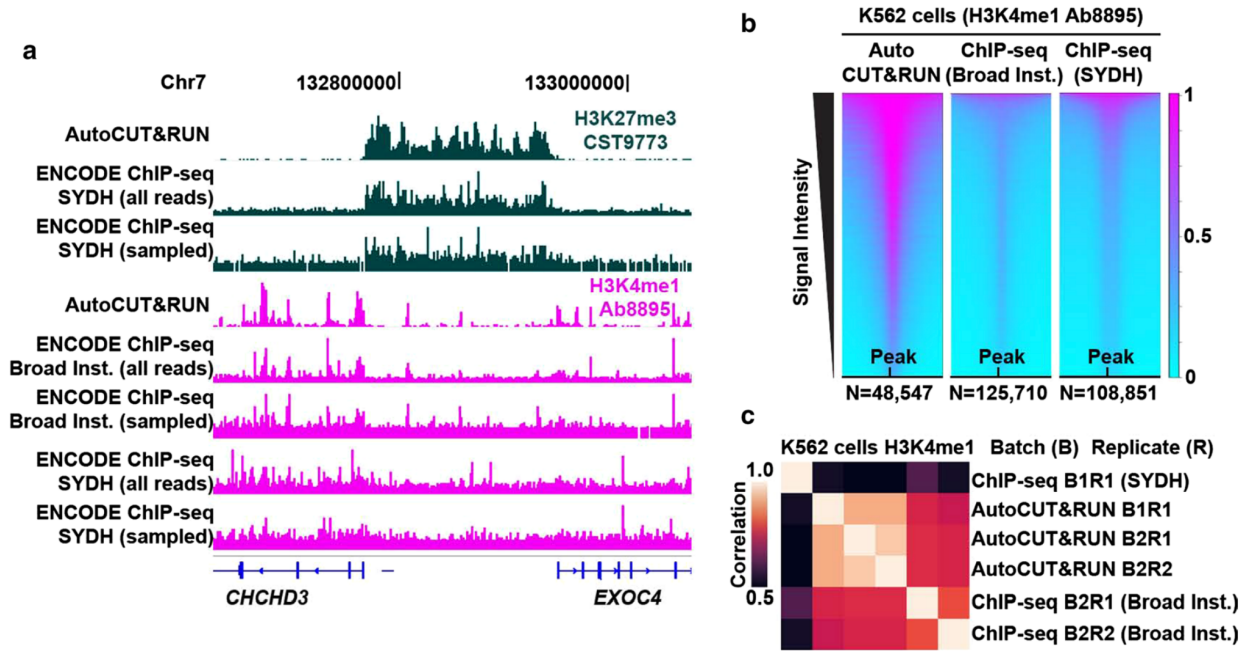 a
Chr7
132800000
133000000
AutoCUT&RUN
H3K27me3
CST9773
ENCODE ChIP-seq
SYDH (all reads)
ENCODE ChIP-seq
SYDH (sampled)
AutoCUT&RUN
H3K4me1
Ab8895
ENCODE ChIP-seq
Broad Inst. (all reads)
ENCODE ChIP-seq
Broad Inst. (sampled)
ENCODE ChIP-seq
SYDH (all reads)
ENCODE ChIP-seq
SYDH (sampled)
CHCHD3
EXOC4
b
K562 cells (H3K4me1 Ab8895)
Auto CUT&RUN
ChIP-seq (Broad Inst.)
ChIP-seq (SYDH)
Signal Intensity
1
0.5
0
Peak
Peak
Peak
N=48,547
N=125,710
N=108,851
c
K562 cells H3K4me1
Batch (B) Replicate (R)
1.0
Correlation
0.5
ChIP-seq B1R1 (SYDH)
AutoCUT&RUN B1R1
AutoCUT&RUN B2R1
AutoCUT&RUN B2R2
ChIP-seq B2R1 (Broad Inst.)
ChIP-seq B2R2 (Broad Inst.)